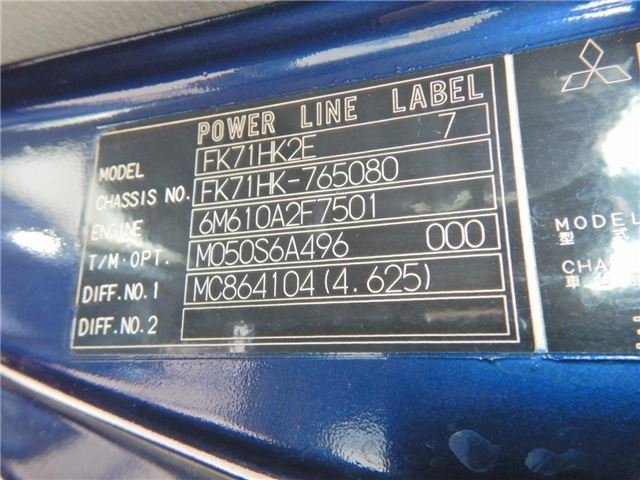 POWER LINE LABEL
MODEL FK71HK2E 7
CHASSIS NO. FK71HK-765080
ENGINE 6M610A2F7501
T/M·OPT. M050S6A496 000
DIFF.NO.1 MC864104(4.625)
DIFF.NO.2
MODEL
型式
CHA
車